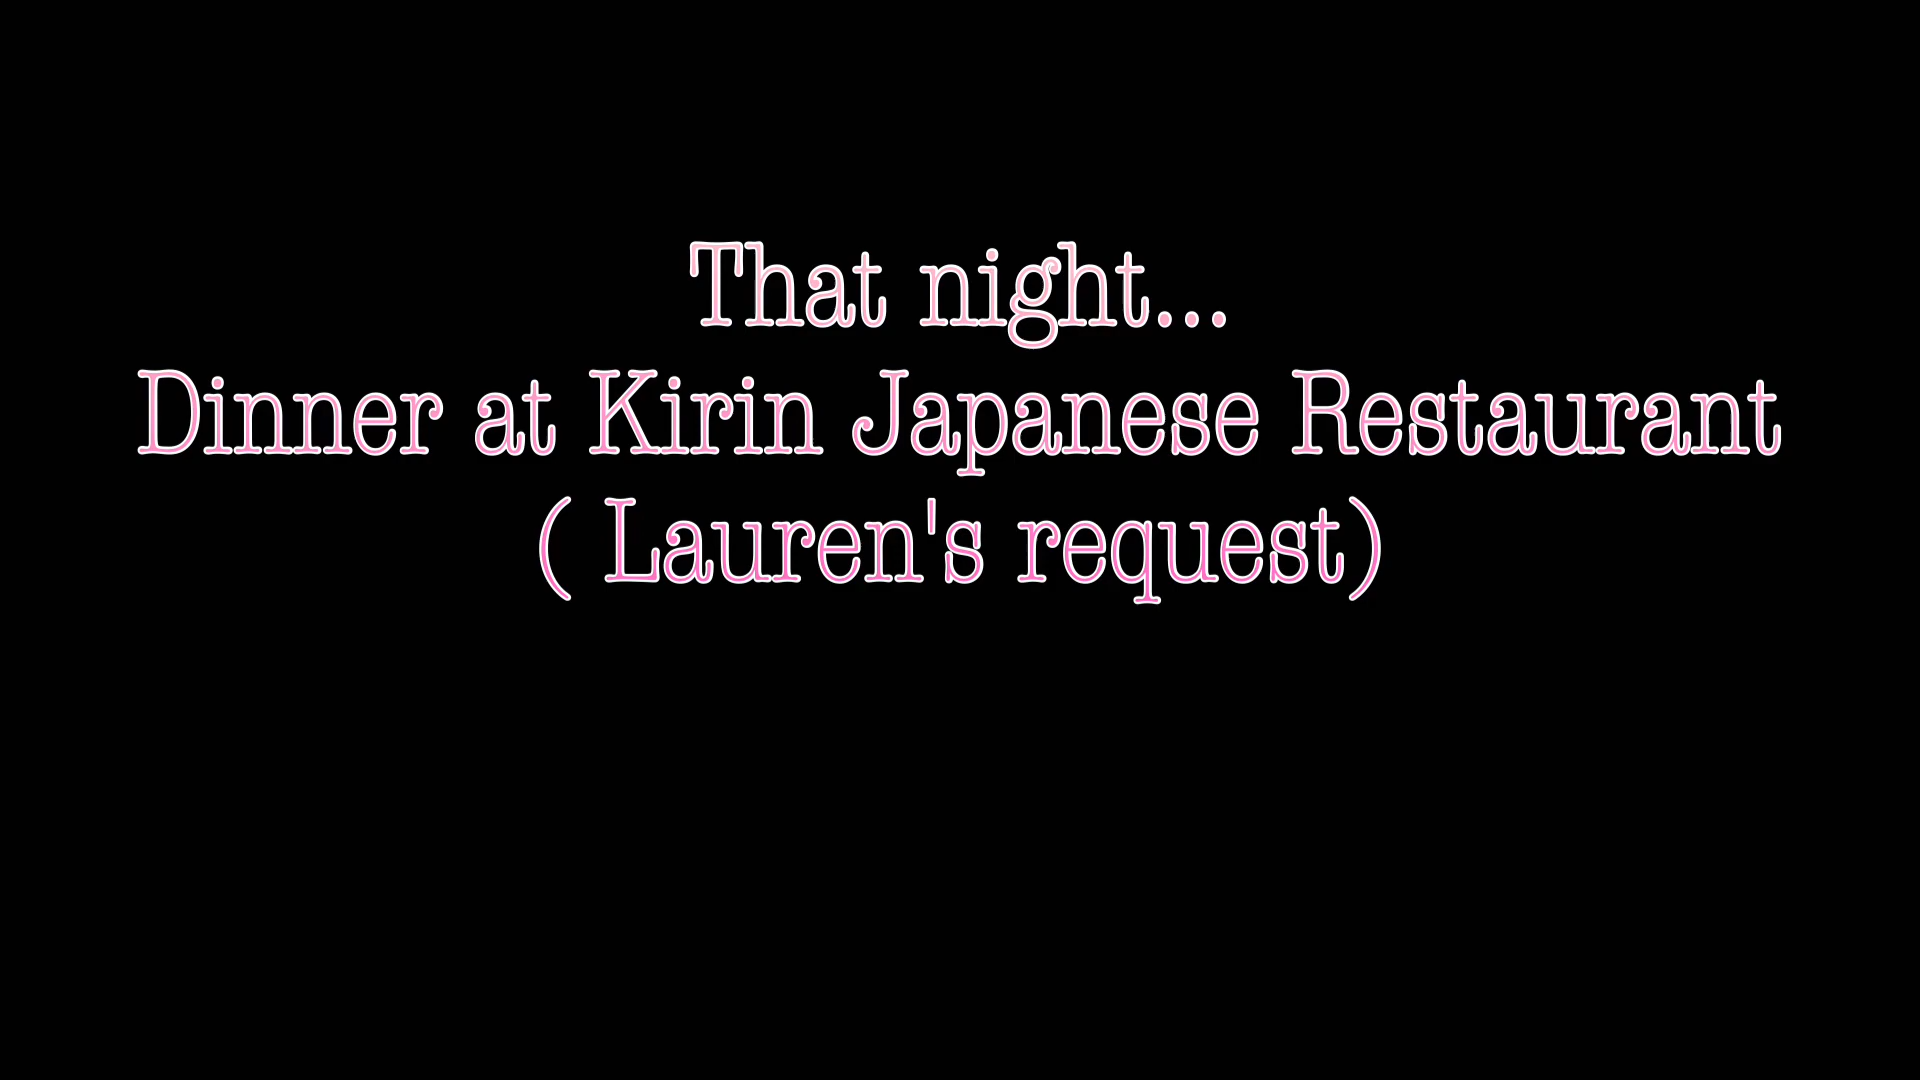 That night...
Dinner at Kirin Japanese Restaurant
( Lauren's request)